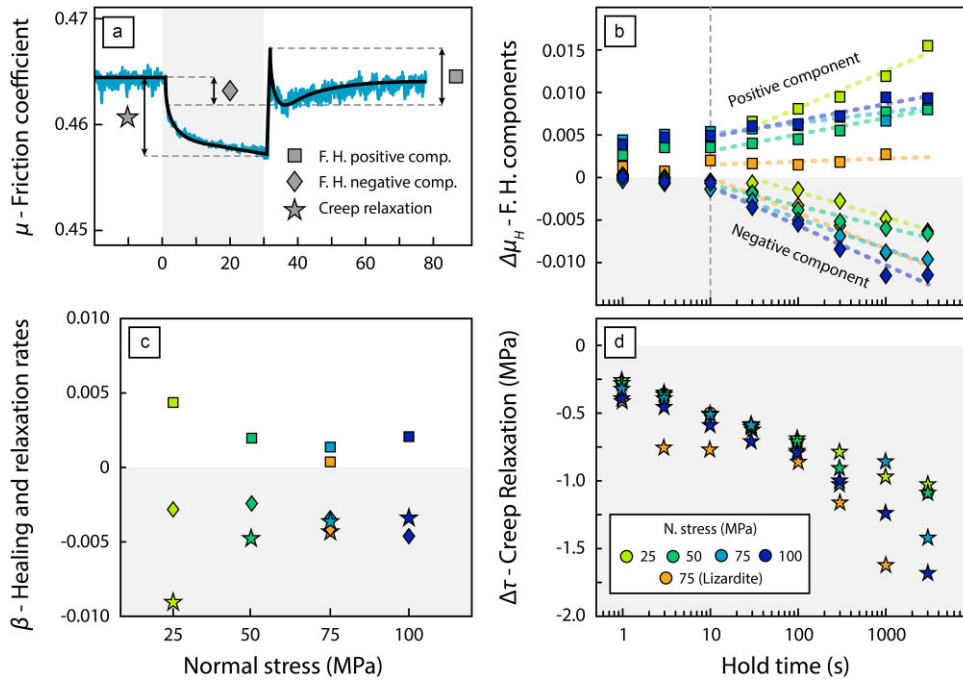 a
μ - Friction coefficient
0.47
0.46
0.45
0
20
40
60
80
F. H. positive comp.
F. H. negative comp.
Creep relaxation
b
ΔμH - F.H. components
0.015
0.010
0.005
0
-0.005
-0.010
Positive component
Negative component
c
β - Healing and relaxation rates
0.010
0.005
0
-0.005
-0.010
25
50
75
100
Normal stress (MPa)
d
Δτ - Creep Relaxation (MPa)
0
-0.5
-1.0
-1.5
-2.0
N. stress (MPa)
25 50 75 100
75 (Lizardite)
1
10
100
1000
Hold time (s)